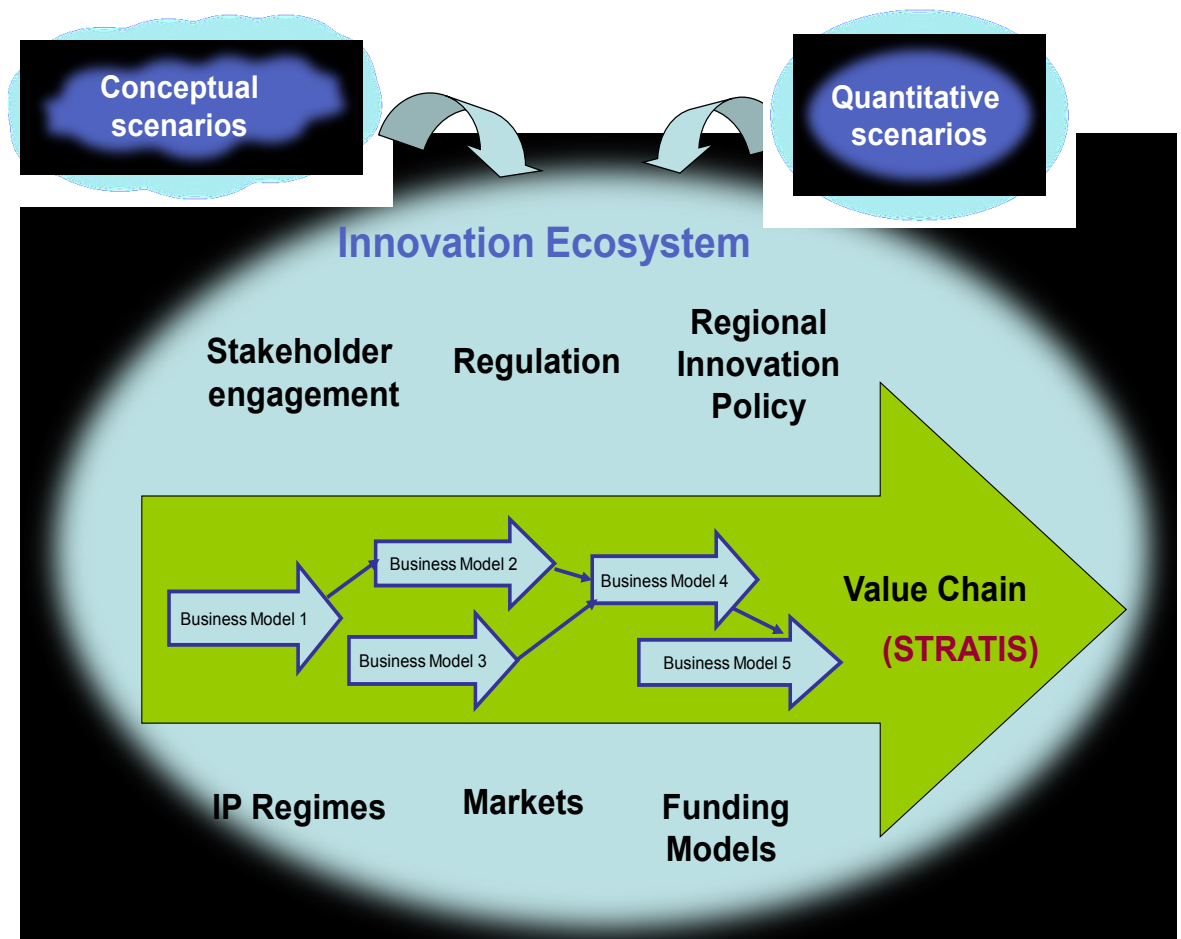 Conceptual
scenarios
Quantitative
scenarios
Innovation Ecosystem
Stakeholder
engagement
Regulation
Regional
Innovation
Policy
Business Model 1
Business Model 2
Business Model 3
Business Model 4
Business Model 5
Value Chain
(STRATIS)
IP Regimes
Markets
Funding
Models